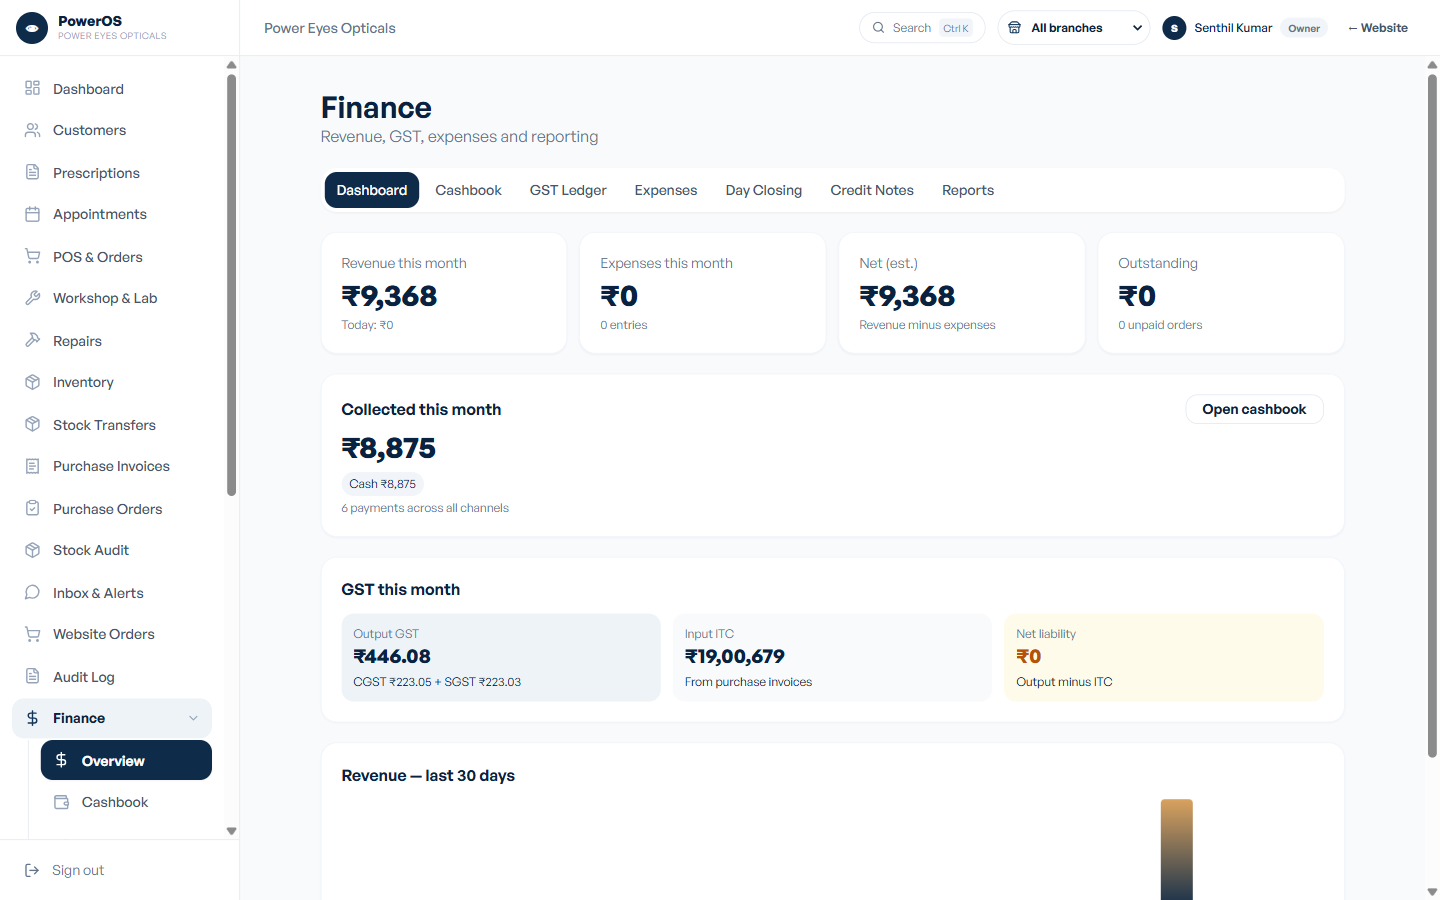 PowerOS
POWER EYES OPTICALS
Power Eyes Opticals
Search Ctrl K
All branches
S Senthil Kumar Owner
← Website
Dashboard
Customers
Prescriptions
Appointments
POS & Orders
Workshop & Lab
Repairs
Inventory
Stock Transfers
Purchase Invoices
Purchase Orders
Stock Audit
Inbox & Alerts
Website Orders
Audit Log
Finance
Overview
Cashbook
Sign out
Finance
Revenue, GST, expenses and reporting
Dashboard Cashbook GST Ledger Expenses Day Closing Credit Notes Reports
Revenue this month
₹9,368
Today: ₹0
Expenses this month
₹0
0 entries
Net (est.)
₹9,368
Revenue minus expenses
Outstanding
₹0
0 unpaid orders
Collected this month
Open cashbook
₹8,875
Cash ₹8,875
6 payments across all channels
GST this month
Output GST
₹446.08
CGST ₹223.05 + SGST ₹223.03
Input ITC
₹19,00,679
From purchase invoices
Net liability
₹0
Output minus ITC
Revenue — last 30 days